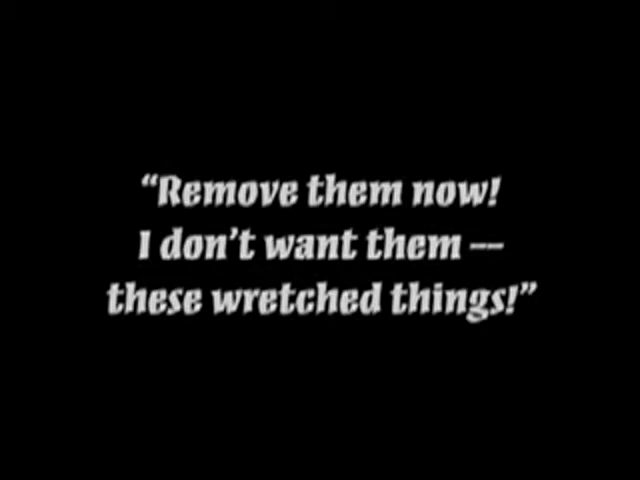 “Remove them now!
I don’t want them —
these wretched things!”